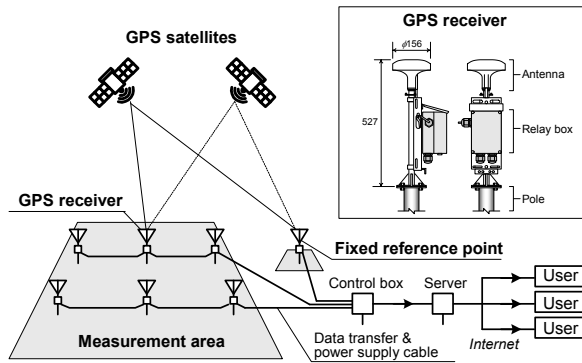 GPS receiver
GPS satellites
ϕ156
Antenna
527
Relay box
Pole
GPS receiver
Fixed reference point
Control box
Server
User
User
User
Internet
Data transfer &
power supply cable
Measurement area